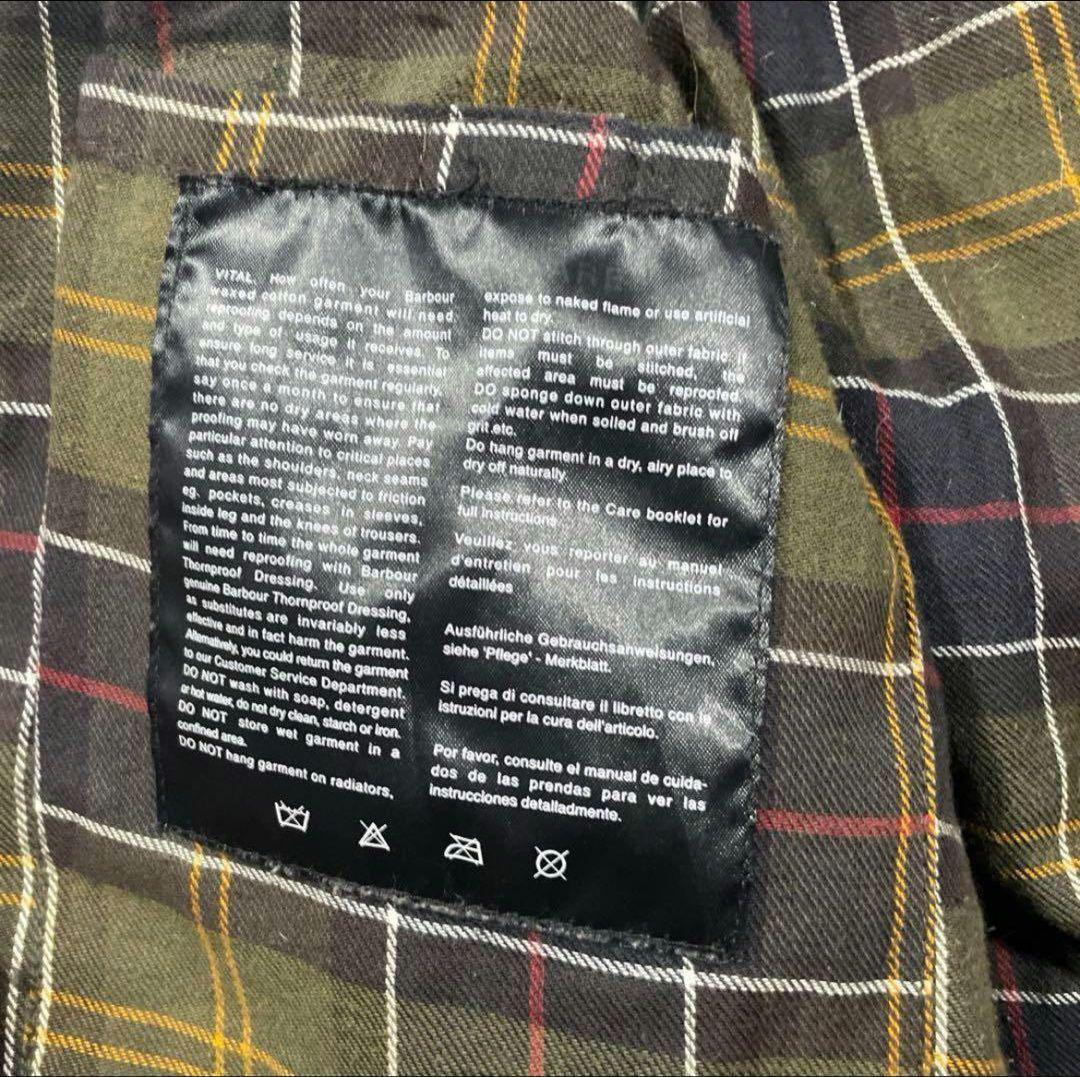 VITAL. How often your Barbour
waxed cotton garment will need
reproofing depends on the amount
and type of usage it receives. To
ensure long service it is essential
that you check the garment regularly
say once a month to ensure that
there are no dry areas where the
proofing may have worn away. Pay
particular attention to critical places
such as the shoulders, neck seams
and areas most subjected to friction
eg. pockets, creases in sleeves,
inside leg and the knees of trousers.
From time to time the whole garment
will need reproofing with Barbour
Thornproof Dressing. Use only
genuine Barbour Thornproof Dressing,
as substitutes are invariably less
effective and in fact harm the garment.
Alternatively, you could return the garment
to our Customer Service Department.
DO NOT wash with soap, detergent
or hot water, do not dry clean, starch or iron.
DO NOT store wet garment in a
confined area.
DO NOT hang garment on radiators,
expose to naked flame or use artificial
heat to dry.
DO NOT stitch through outer fabric. If
items must be stitched, the
affected area must be reproofed.
DO sponge down outer fabric with
cold water when soiled and brush off
grit.etc.
Do hang garment in a dry, airy place to
dry off naturally
Please refer to the Care booklet for
full instructions
Veuillez vous reporter au manuel
d'entretien pour les instructions
détaillées
Ausführliche Gebrauchsanweisungen,
siehe 'Pflege' - Merkblatt.
Si prega di consultare il libretto con le
istruzioni per la cura dell'articolo.
Por favor, consulte el manual de cuida-
dos de las prendas para ver las
instrucciones detalladmente.